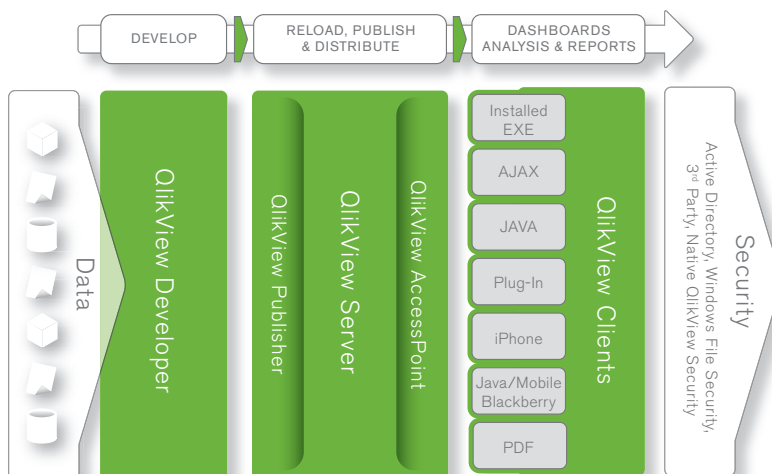 DEVELOP
RELOAD, PUBLISH
& DISTRIBUTE
DASHBOARDS
ANALYSIS & REPORTS
Data
QlikView Developer
QlikView Publisher
QlikView Server
QlikView AccessPoint
Installed
EXE
AJAX
JAVA
Plug-In
iPhone
Java/Mobile
Blackberry
PDF
QlikView Clients
Security
Active Directory, Windows File Security,
3rd Party, Native QlikView Security